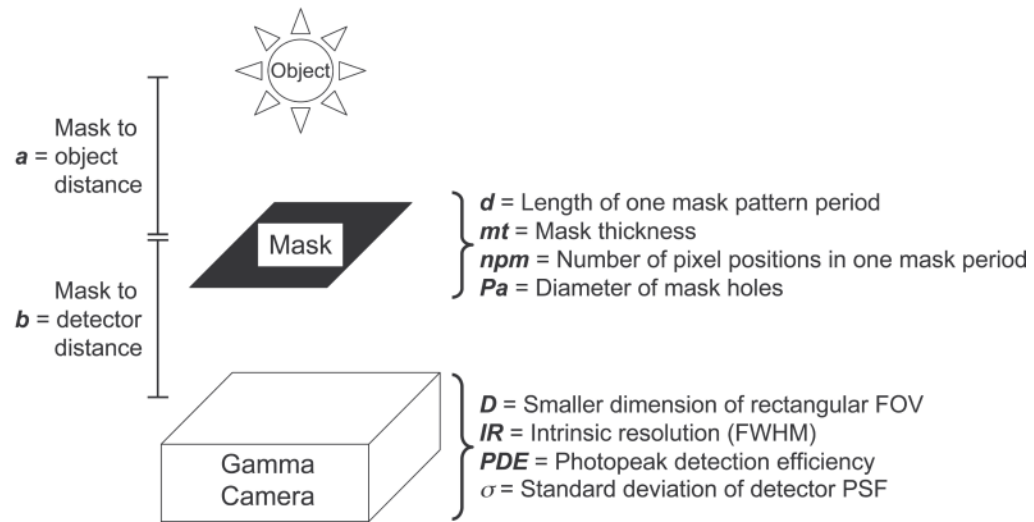 Object
Mask to
a = object
distance
Mask
d = Length of one mask pattern period
mt = Mask thickness
npm = Number of pixel positions in one mask period
Pa = Diameter of mask holes
Mask to
b = detector
distance
Gamma
Camera
D = Smaller dimension of rectangular FOV
IR = Intrinsic resolution (FWHM)
PDE = Photopeak detection efficiency
σ = Standard deviation of detector PSF